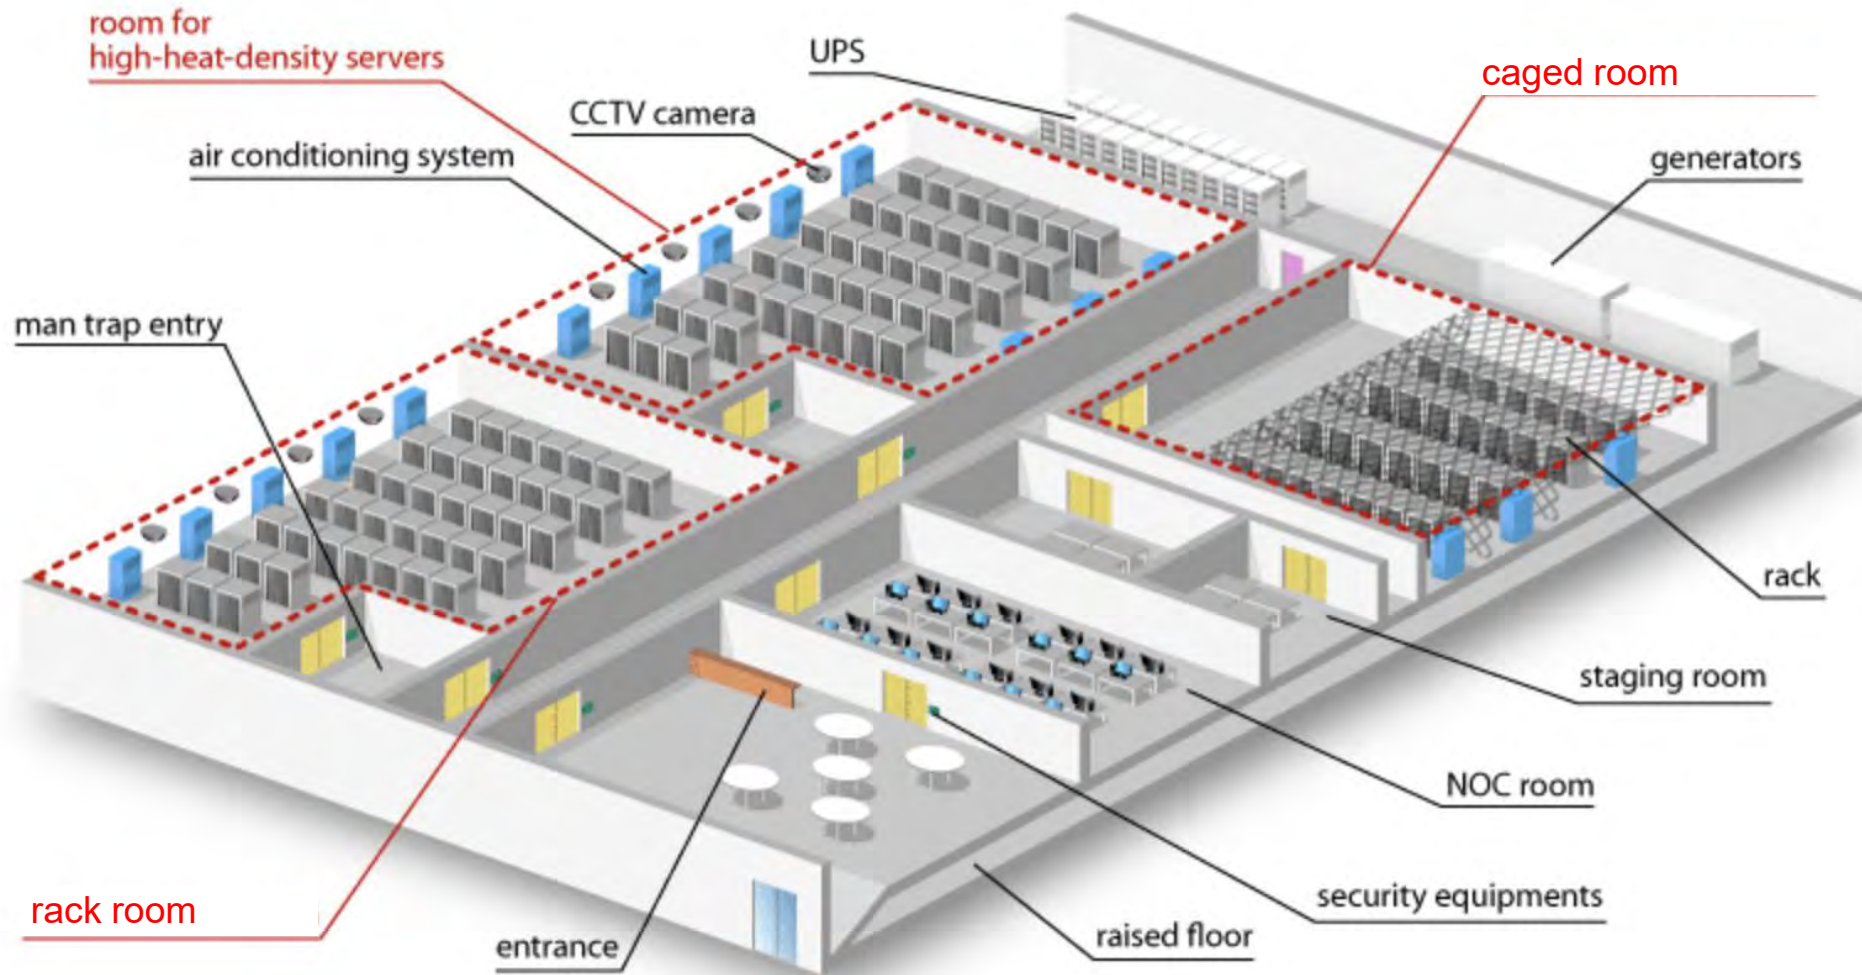 room for
high-heat-density servers
UPS
caged room
CCTV camera
air conditioning system
generators
man trap entry
rack
staging room
NOC room
security equipments
rack room
raised floor
entrance